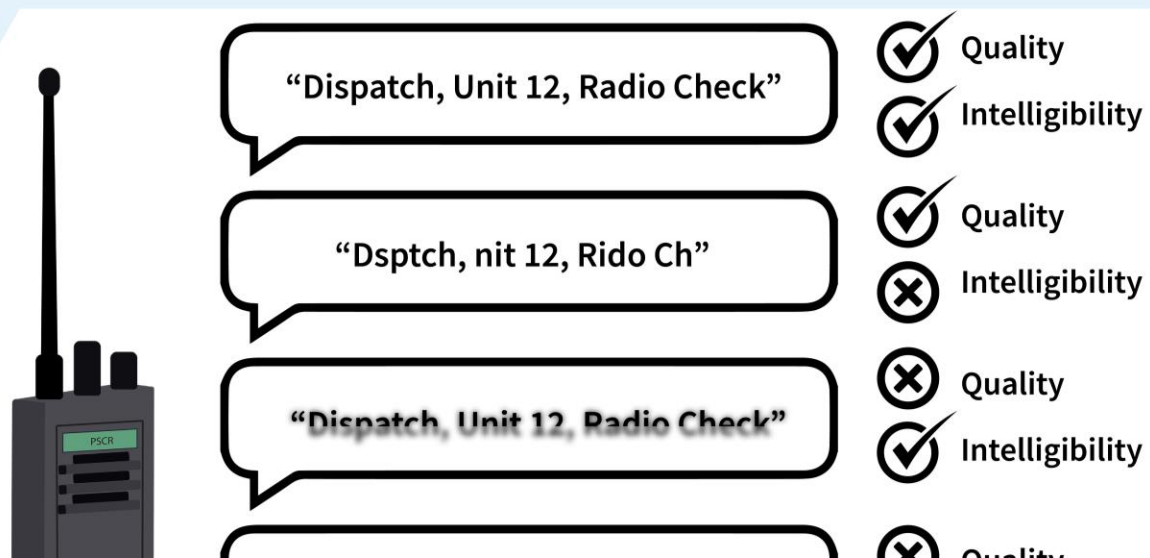 “Dispatch, Unit 12, Radio Check”
Quality
Intelligibility
“Dsptch, nit 12, Rido Ch”
Quality
Intelligibility
“Dispatch, Unit 12, Radio Check”
Quality
Intelligibility
PSCR
Quality